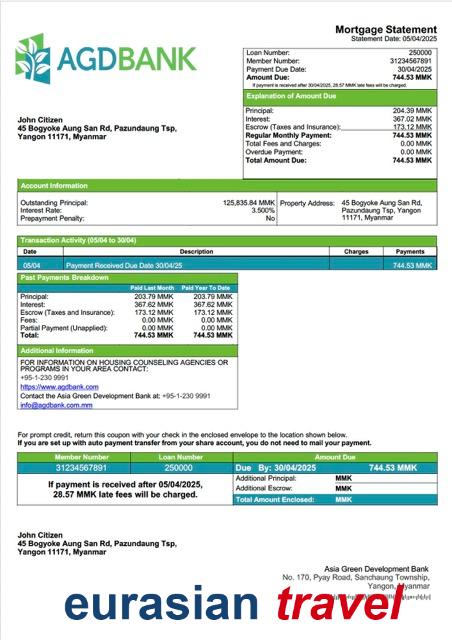 Mortgage Statement
Statement Date: 05/04/2025
AGDBANK
Loan Number: 250000
Member Number: 31234567891
Payment Due Date: 30/04/2025
Amount Due: 744.53 MMK
If payment is received after 30/04/2025, 28.57 MMK late fees will be charged.
Explanation of Amount Due
Principal: 204.39 MMK
Interest: 367.02 MMK
Escrow (Taxes and Insurance): 173.12 MMK
Regular Monthly Payment: 744.53 MMK
Total Fees and Charges: 0.00 MMK
Overdue Payment: 0.00 MMK
Total Amount Due: 744.53 MMK
John Citizen
45 Bogyoke Aung San Rd, Pazundaung Tsp,
Yangon 11171, Myanmar
Account Information
Outstanding Principal: 125,835.84 MMK
Interest Rate: 3.500%
Prepayment Penalty: No
Property Address: 45 Bogyoke Aung San Rd,
Pazundaung Tsp, Yangon
11171, Myanmar
Transaction Activity (05/04 to 30/04)
Date Description Charges Payments
05/04 Payment Received Due Date 30/04/25 744.53 MMK
Past Payments Breakdown
Paid Last Month Paid Year To Date
Principal: 203.79 MMK 203.79 MMK
Interest: 367.62 MMK 367.62 MMK
Escrow (Taxes and Insurance): 173.12 MMK 173.12 MMK
Fees: 0.00 MMK 0.00 MMK
Partial Payment (Unapplied): 0.00 MMK 0.00 MMK
Total: 744.53 MMK 744.53 MMK
Additional Information
FOR INFORMATION ON HOUSING COUNSELING AGENCIES OR
PROGRAMS IN YOUR AREA CONTACT:
+95-1-230 9991
https://www.agdbank.com
Contact the Asia Green Development Bank at: +95-1-230 9991
info@agdbank.com.mm
For prompt credit, return this coupon with your check in the enclosed envelope to the location shown below.
If you are set up with auto payment transfer from your share account, you do not need to mail your payment.
Member Number Loan Number Amount Due
31234567891 250000 Due By: 30/04/2025 744.53 MMK
If payment is received after 05/04/2025,
28.57 MMK late fees will be charged.
Additional Principal: MMK
Additional Escrow: MMK
Total Amount Enclosed: MMK
John Citizen
45 Bogyoke Aung San Rd, Pazundaung Tsp,
Yangon 11171, Myanmar
Asia Green Development Bank
No. 170, Pyay Road, Sanchaung Township,
Yangon, Myanmar
eurasian travel